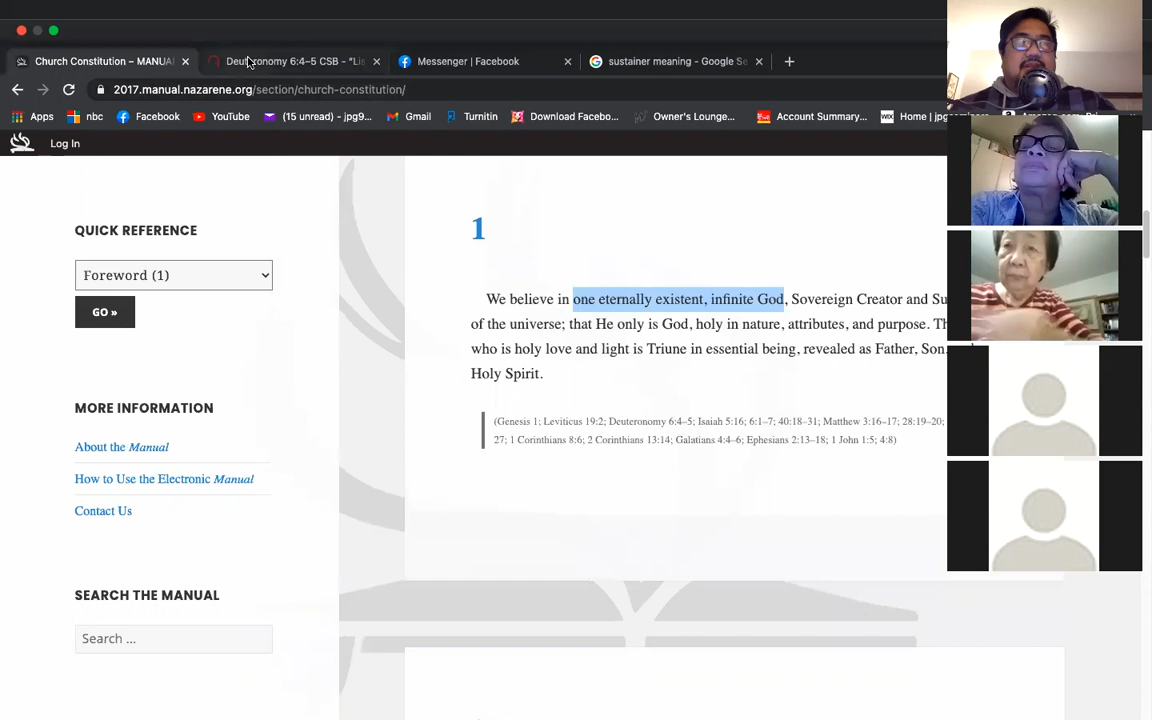 Church Constitution – MANUA
Deuteronomy 6:4–5 CSB - "Lis
Messenger | Facebook
sustainer meaning - Google Se
2017.manual.nazarene.org/section/church-constitution/
Apps
nbc
Facebook
YouTube
(15 unread) - jpg9...
Gmail
Turnitin
Download Facebo...
Owner's Lounge...
Account Summary...
WIX
Home | jpg
Log In
QUICK REFERENCE
Foreword (1)
GO »
MORE INFORMATION
About the Manual
How to Use the Electronic Manual
Contact Us
SEARCH THE MANUAL
Search ...
1
We believe in one eternally existent, infinite God, Sovereign Creator and Su
of the universe; that He only is God, holy in nature, attributes, and purpose. Th
who is holy love and light is Triune in essential being, revealed as Father, Son,
Holy Spirit.
(Genesis 1; Leviticus 19:2; Deuteronomy 6:4–5; Isaiah 5:16; 6:1–7; 40:18–31; Matthew 3:16–17; 28:19–20;
27; 1 Corinthians 8:6; 2 Corinthians 13:14; Galatians 4:4–6; Ephesians 2:13–18; 1 John 1:5; 4:8)